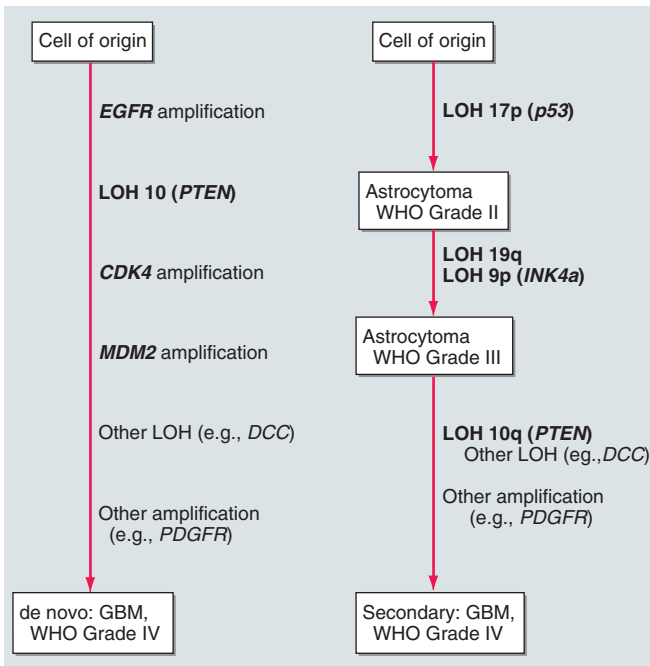 Cell of origin
EGFR amplification
LOH 10 (PTEN)
CDK4 amplification
MDM2 amplification
Other LOH (e.g., DCC)
Other amplification
(e.g., PDGFR)
de novo: GBM,
WHO Grade IV
Cell of origin
LOH 17p (p53)
Astrocytoma
WHO Grade II
LOH 19q
LOH 9p (INK4a)
Astrocytoma
WHO Grade III
LOH 10q (PTEN)
Other LOH (eg.,DCC)
Other amplification
(e.g., PDGFR)
Secondary: GBM,
WHO Grade IV